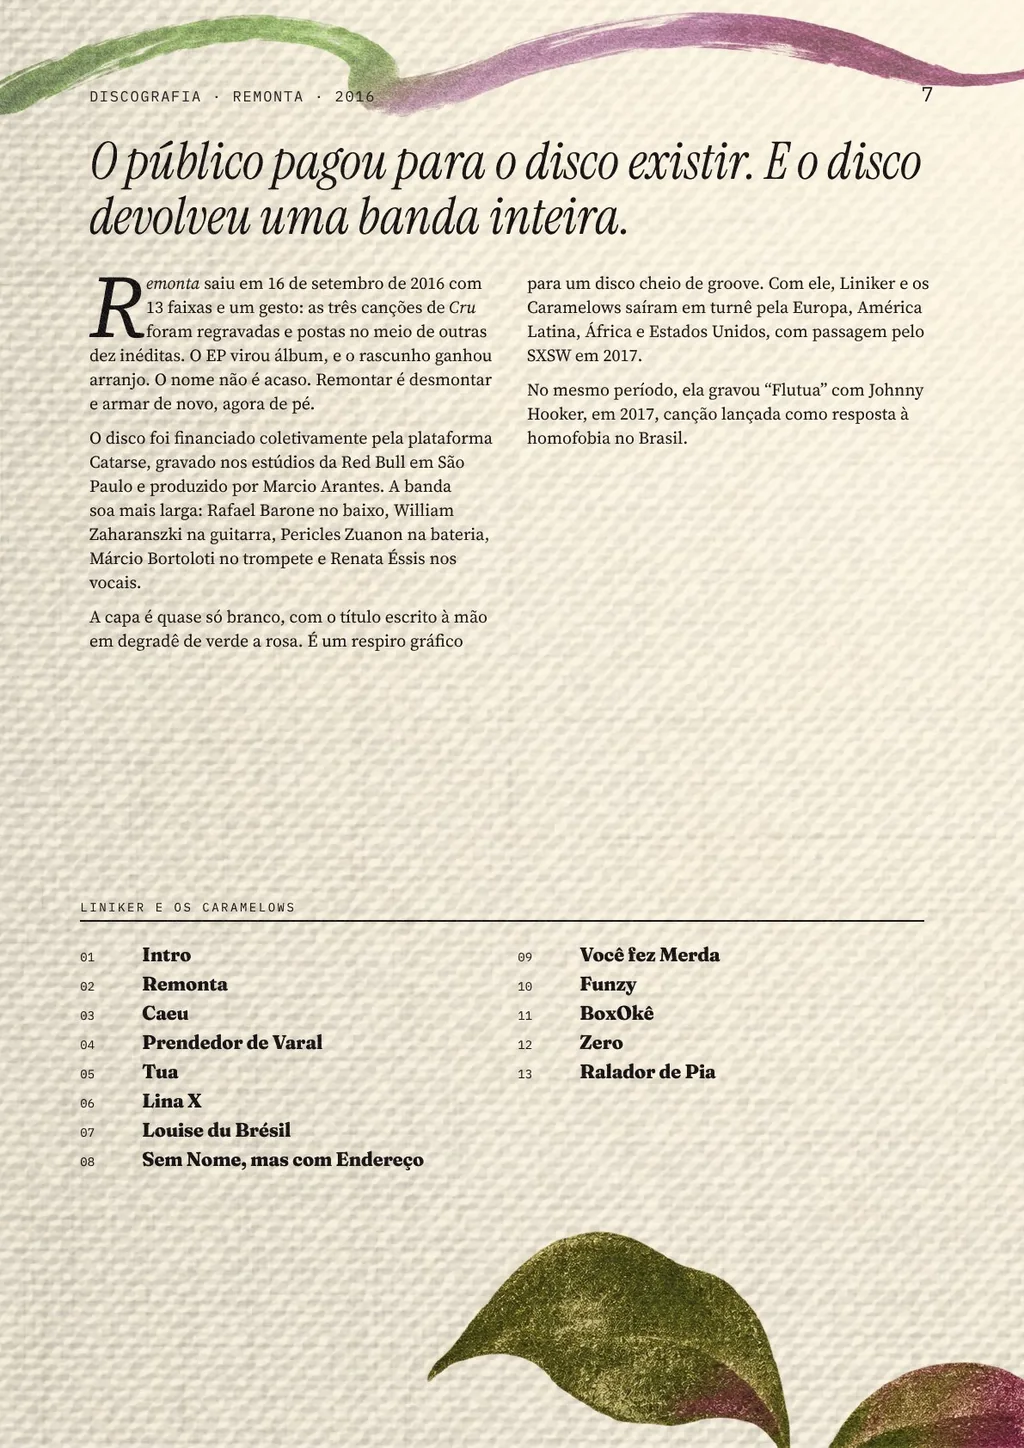 DISCOGRAFIA · REMONTA · 2016
7
O público pagou para o disco existir. E o disco
devolveu uma banda inteira.
Remonta saiu em 16 de setembro de 2016 com
13 faixas e um gesto: as três canções de Cru
foram regravadas e postas no meio de outras
dez inéditas. O EP virou álbum, e o rascunho ganhou
arranjo. O nome não é acaso. Remontar é desmontar
e armar de novo, agora de pé.
O disco foi financiado coletivamente pela plataforma
Catarse, gravado nos estúdios da Red Bull em São
Paulo e produzido por Marcio Arantes. A banda
soa mais larga: Rafael Barone no baixo, William
Zaharanszki na guitarra, Pericles Zuanon na bateria,
Márcio Bortoloti no trompete e Renata Éssis nos
vocais.
A capa é quase só branco, com o título escrito à mão
em degradê de verde a rosa. É um respiro gráfico
para um disco cheio de groove. Com ele, Liniker e os
Caramelows saíram em turnê pela Europa, América
Latina, África e Estados Unidos, com passagem pelo
SXSW em 2017.
No mesmo período, ela gravou “Flutua” com Johnny
Hooker, em 2017, canção lançada como resposta à
homofobia no Brasil.
LINIKER E OS CARAMELOWS
01 Intro
02 Remonta
03 Caeu
04 Prendedor de Varal
05 Tua
06 Lina X
07 Louise du Brésil
08 Sem Nome, mas com Endereço
09 Você fez Merda
10 Funzy
11 BoxOkê
12 Zero
13 Ralador de Pia